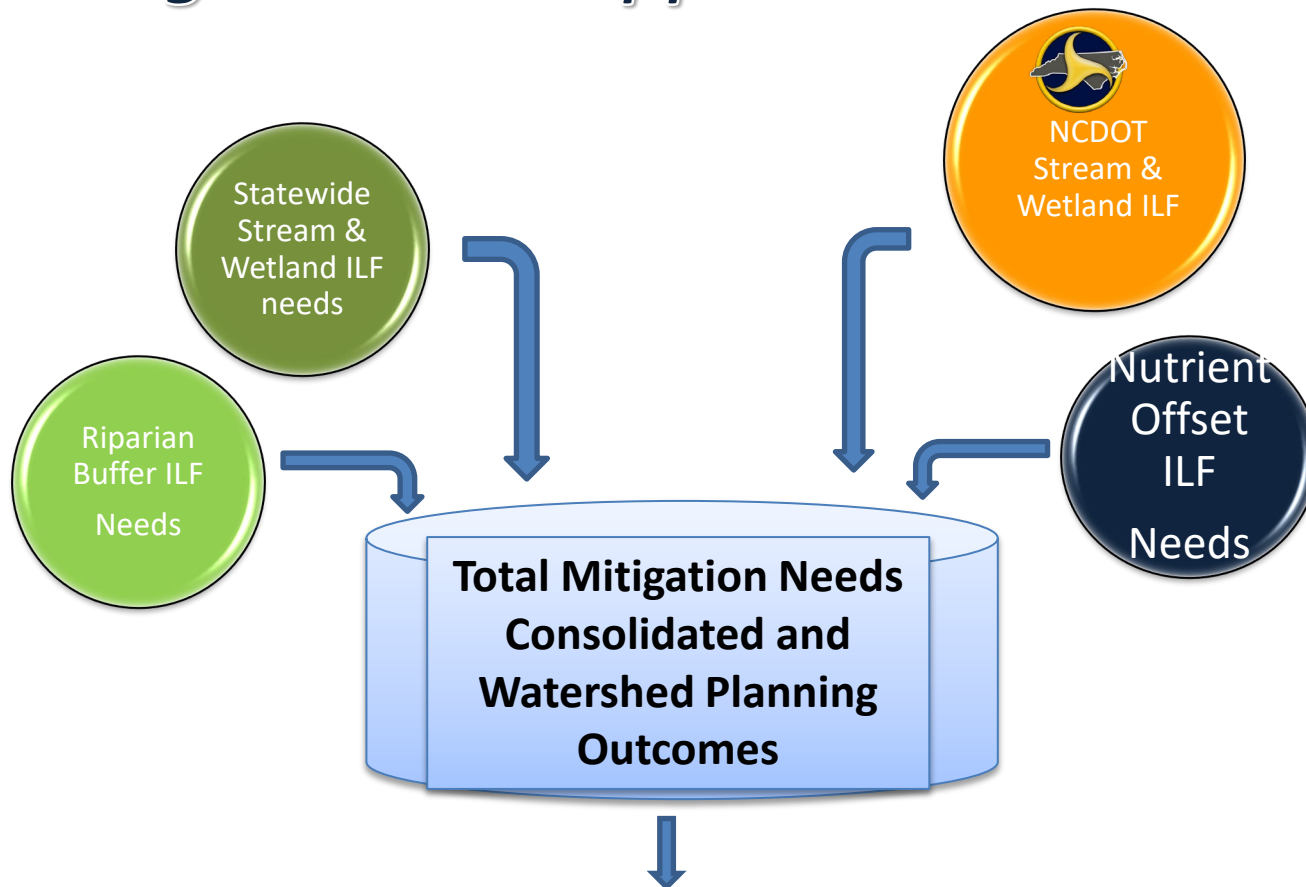 NCDOT
Stream &
Wetland ILF
Statewide
Stream &
Wetland ILF
needs
Nutrient
Offset
ILF
Needs
Riparian
Buffer ILF
Needs
Total Mitigation Needs
Consolidated and
Watershed Planning
Outcomes